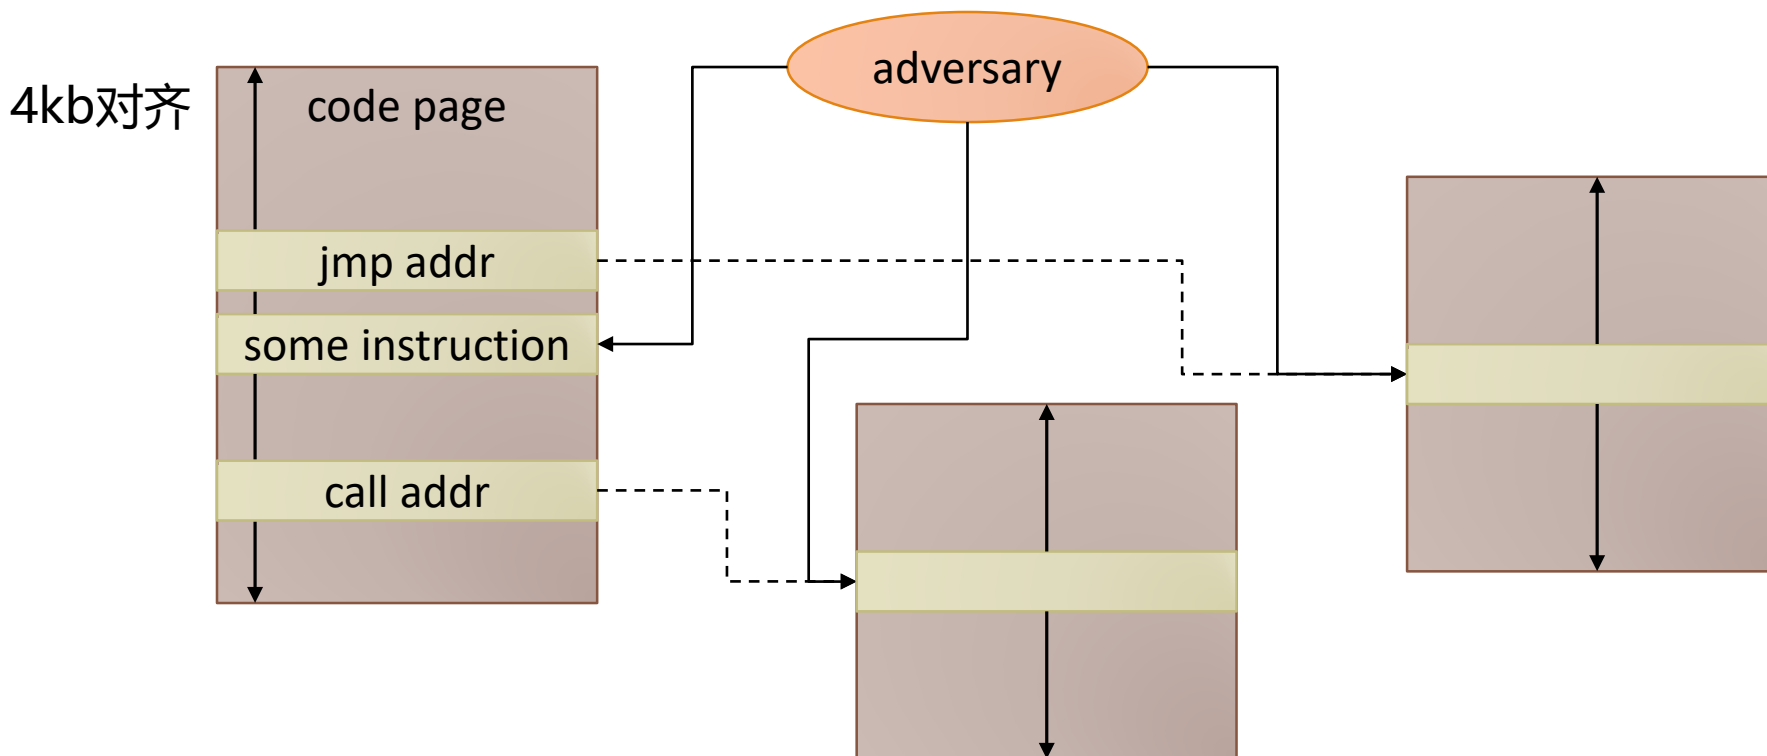 adversary
4kb对齐
code page
jmp addr
some instruction
call addr